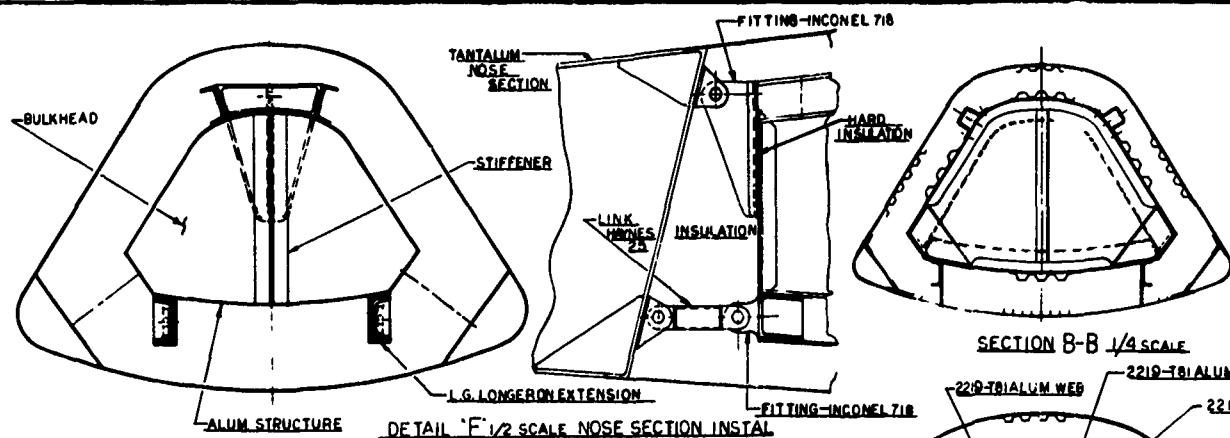 FITTING-INCONEL 718
TANTALUM
NOSE
SECTION
BULKHEAD
HARD
INSULATION
STIFFENER
LINK
HAYNES
25
INSULATION
SECTION B-B 1/4 SCALE
2219-T81 ALUM WEB
2219-T81 ALUM
221
L.G. LONGERON EXTENSION
FITTING-INCONEL 718
ALUM STRUCTURE
DETAIL "F" 1/2 SCALE NOSE SECTION INSTAL